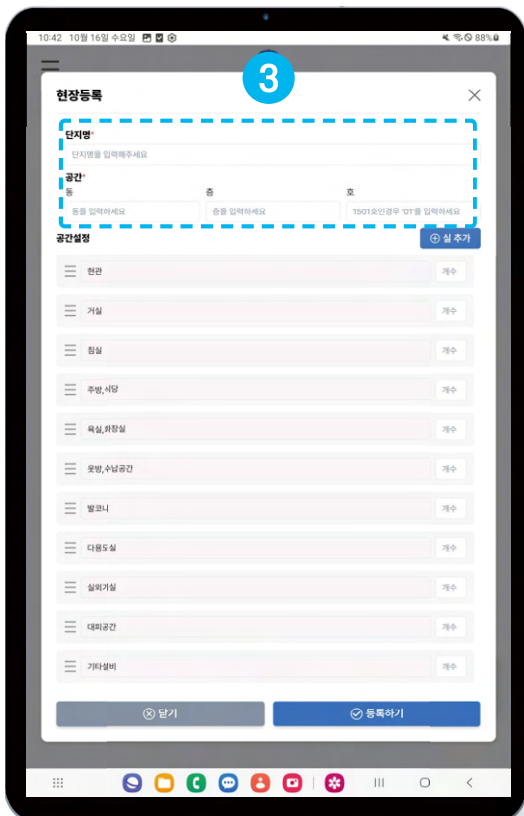 10:42 10월 16일 수요일 88%
3
현장등록
단지명*
단지명을 입력해주세요
공간*
동 층 호
동을 입력하세요 층을 입력하세요 1501호인경우 '01'를 입력하세요
공간설정 실 추가
현관 개수
거실 개수
침실 개수
주방,식당 개수
욕실,화장실 개수
옷방,수납공간 개수
발코니 개수
다용도실 개수
실외기실 개수
대피공간 개수
기타설비 개수
닫기 등록하기